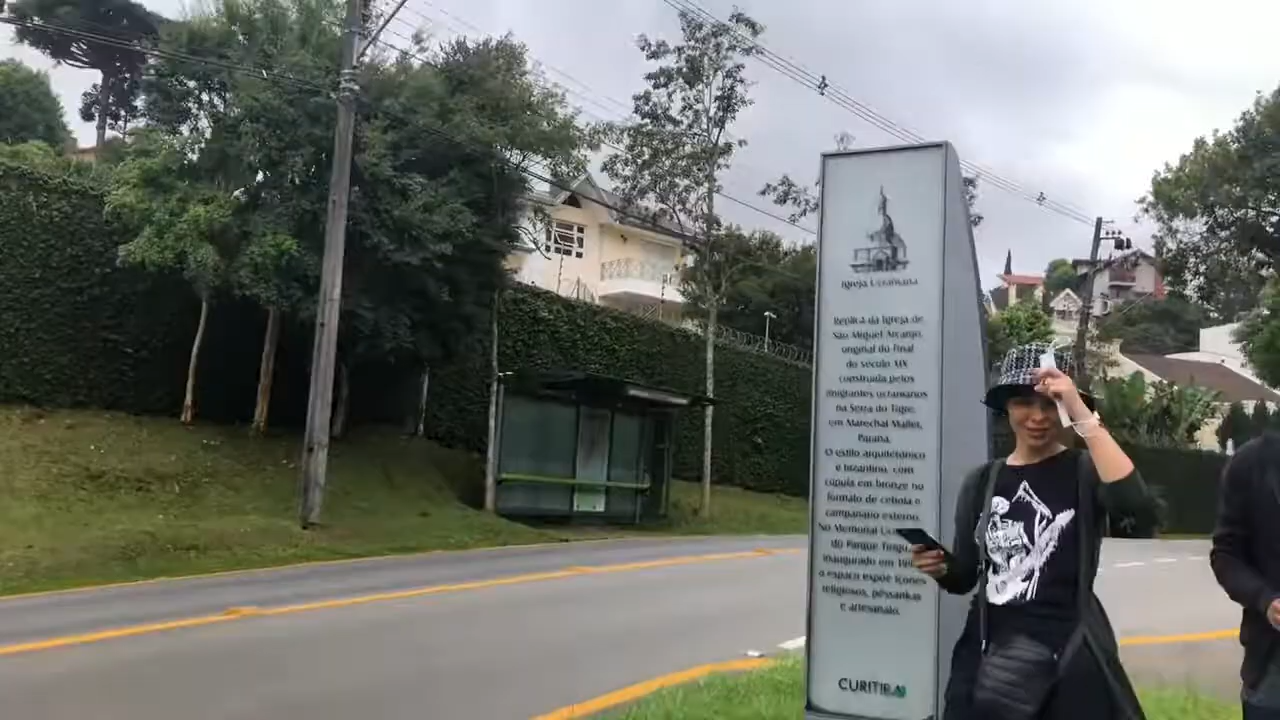 Igreja Ucraniana
Réplica da Igreja de
São Miguel Arcanjo,
original do final
do século XIX
construída pelos
imigrantes ucranianos
na Serra do Tigre,
em Marechal Mallet,
Paraná.
O estilo arquitetônico
é bizantino, com
cúpula em bronze no
formato de cebola e
campanário externo.
No Memorial
do Parque
inaugurado em
o espaço expõe ícones
religiosos, pêssankas
e artesanato.
CURITIBA